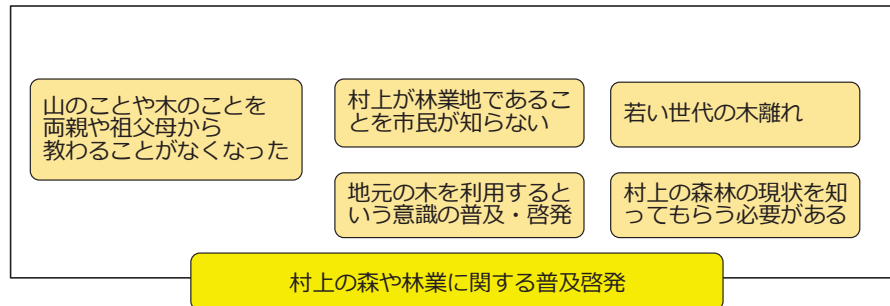 山のことや木のことを
両親や祖父母から
教わることがなくなった
村上が林業地であるこ
とを市民が知らない
若い世代の木離れ
地元の木を利用すると
いう意識の普及・啓発
村上の森林の現状を知
ってもらう必要がある
村上の森や林業に関する普及啓発